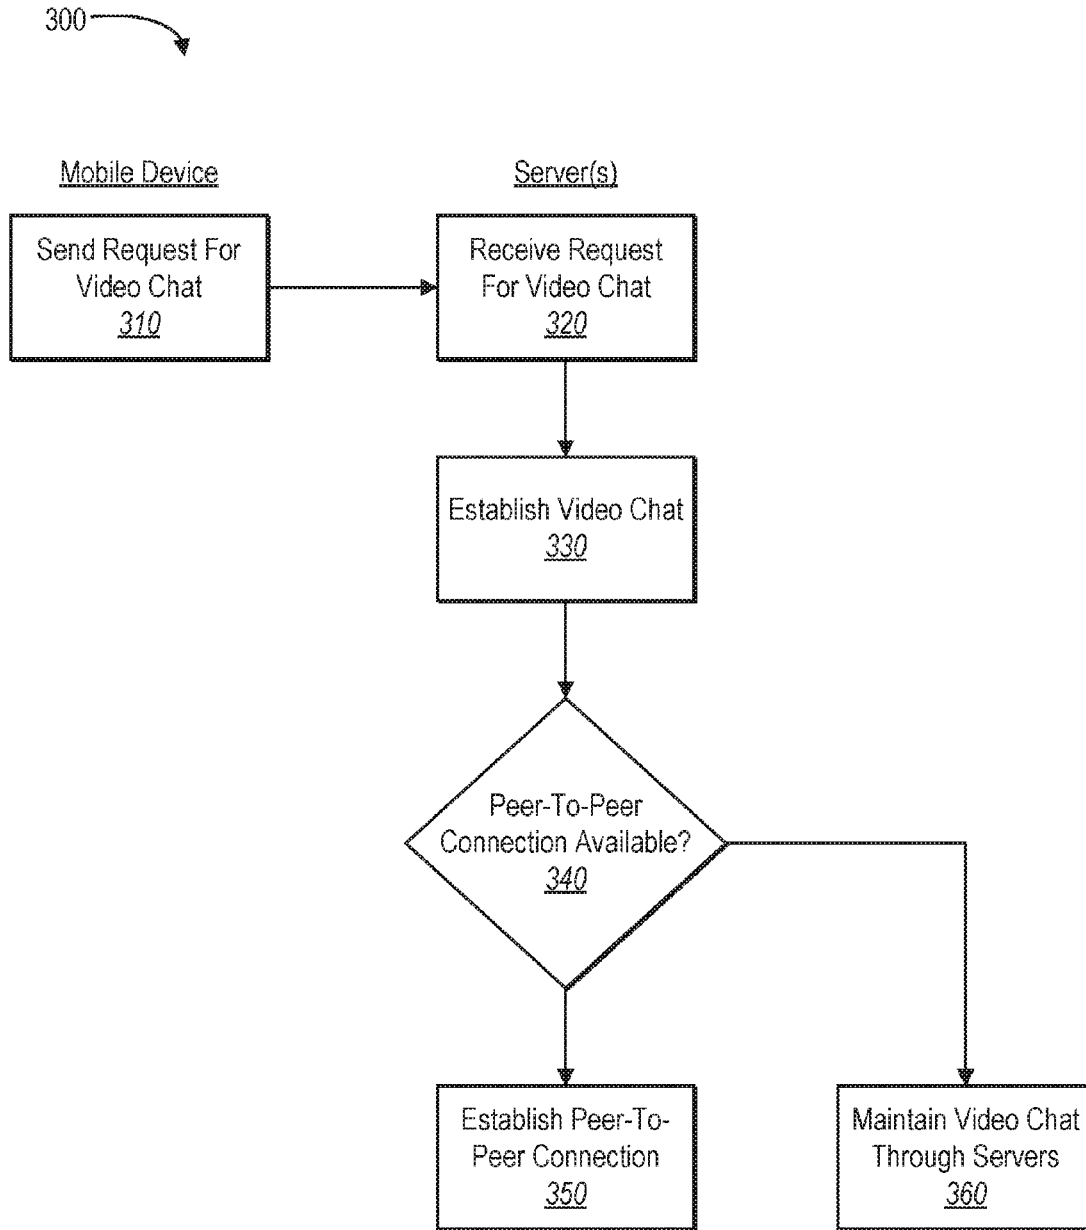 300
Mobile Device
Server(s)
Send Request For
Video Chat
310
Receive Request
For Video Chat
320
Establish Video Chat
330
Peer-To-Peer
Connection Available?
340
Establish Peer-To-
Peer Connection
350
Maintain Video Chat
Through Servers
360